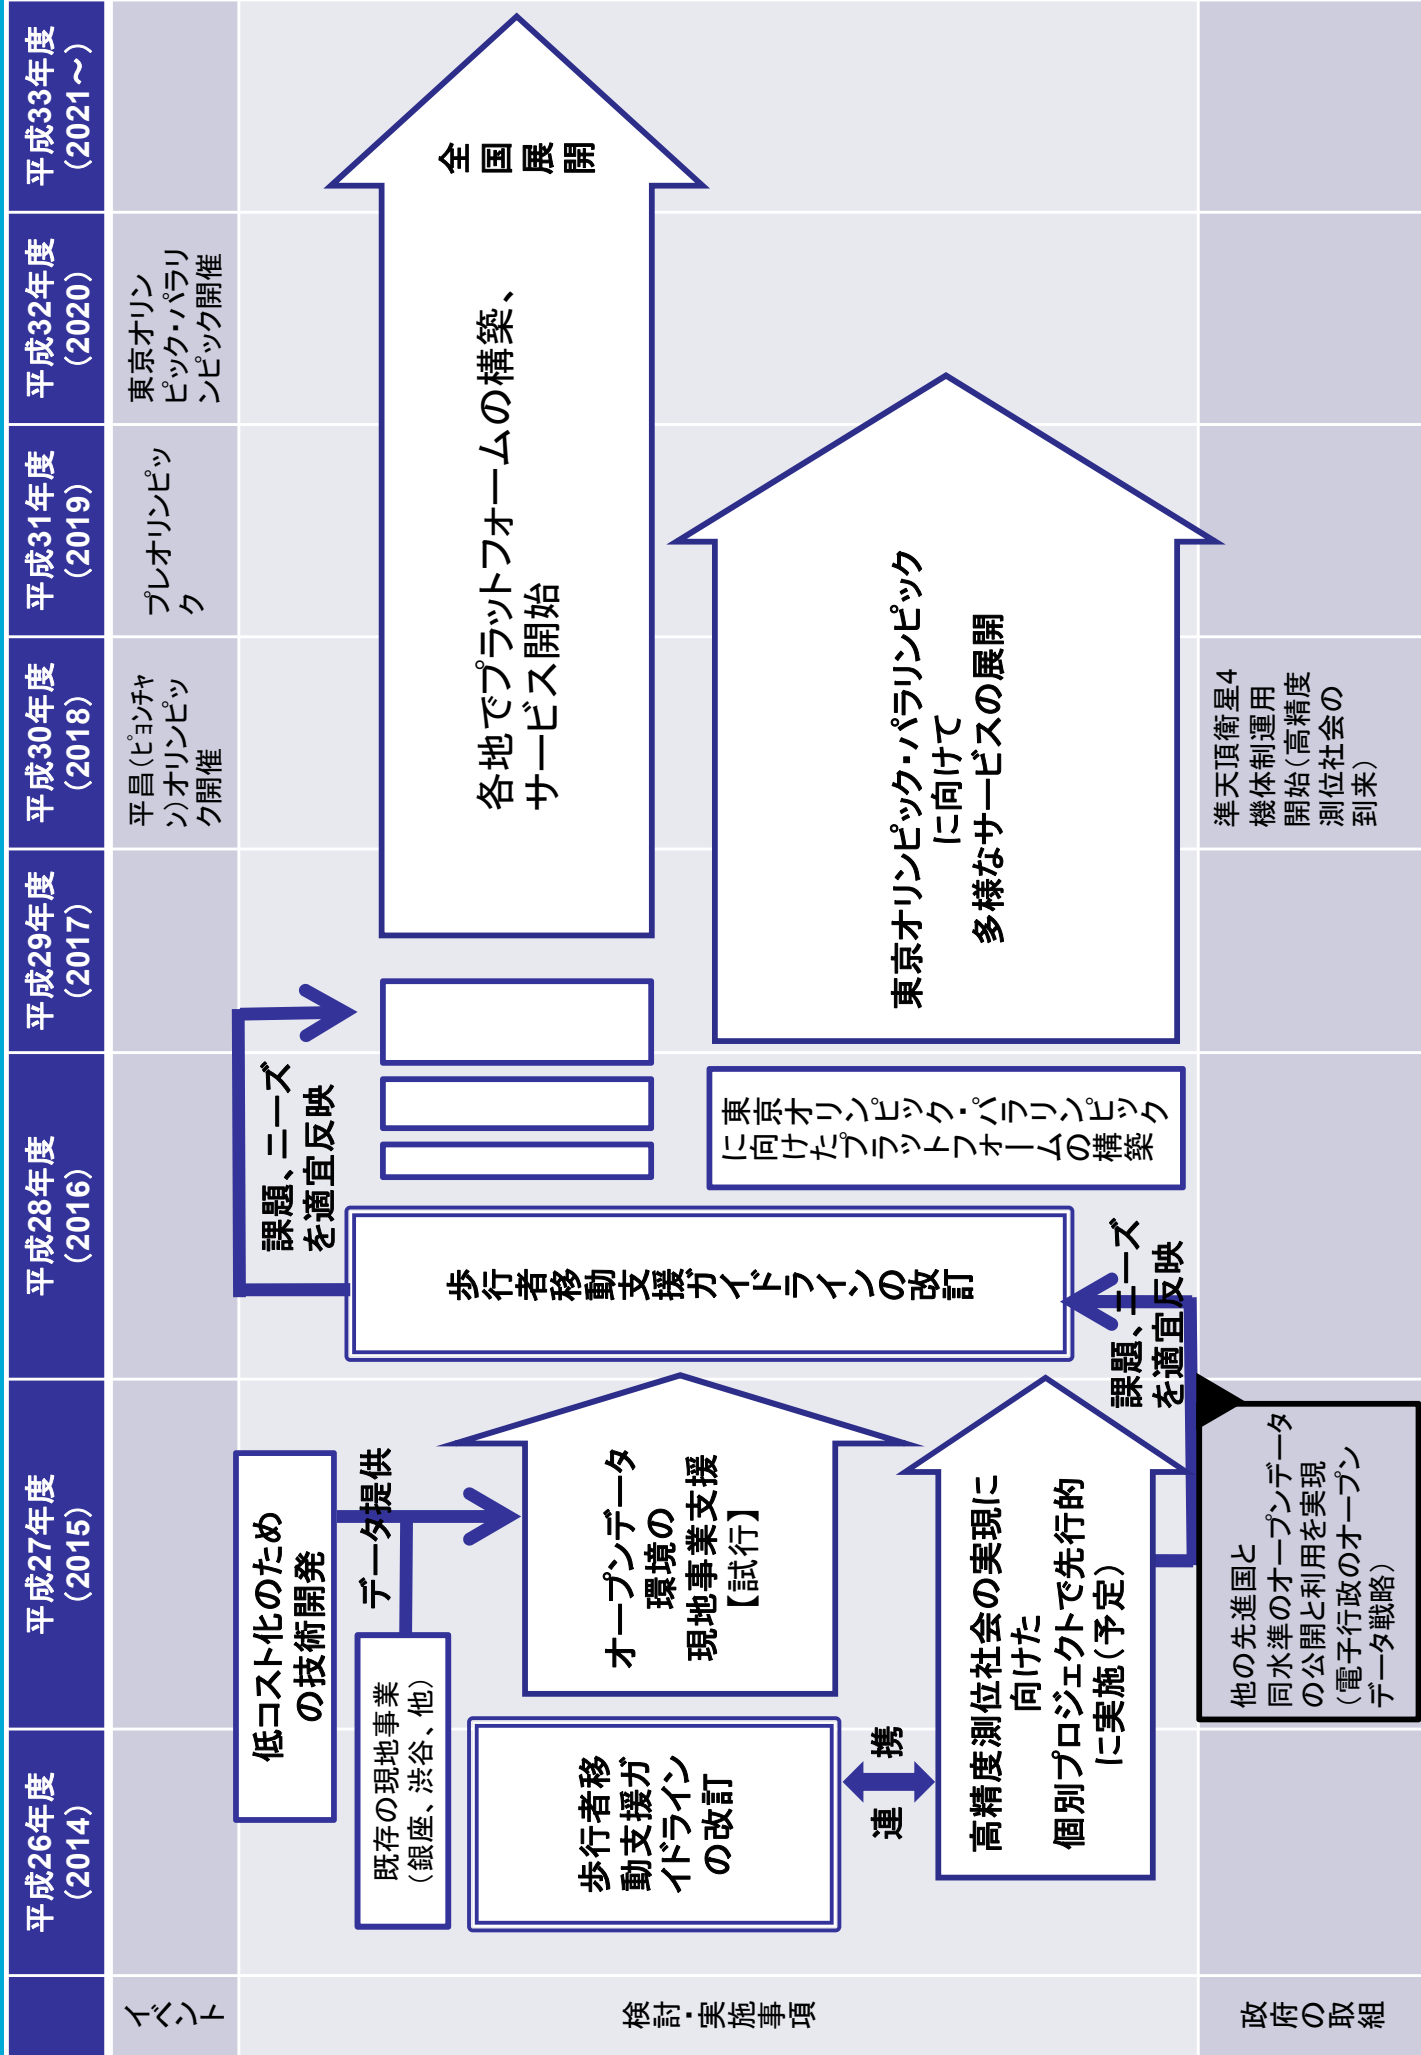 平成26年度
（2014）
平成27年度
（2015）
平成28年度
（2016）
平成29年度
（2017）
平成30年度
（2018）
平成31年度
（2019）
平成32年度
（2020）
平成33年度
（2021～）
イベント
平昌（ピョンチャ
ン）オリンピッ
ク開催
プレオリンピッ
ク
東京オリン
ピック・パラリ
ンピック開催
検討・実施事項
低コスト化のため
の技術開発
既存の現地事業
（銀座、渋谷、他）
データ提供
歩行者移
動支援ガ
イドライン
の改訂
オープンデータ
環境の
現地事業支援
【試行】
連
携
高精度測位社会の実現に
向けた
個別プロジェクトで先行的
に実施（予定）
歩行者移動支援ガイドラインの改訂
課題、ニーズ
を適宜反映
課題、ニーズ
を適宜反映
東京オリンピック・パラリンピック
に向けたプラットフォームの構築
各地でプラットフォームの構築、
サービス開始
全
国
展
開
東京オリンピック・パラリンピック
に向けて
多様なサービスの展開
政府の取
組
他の先進国と
同水準のオープンデータ
の公開と利用を実現
（電子行政のオープン
データ戦略）
準天頂衛星4
機体制運用
開始（高精度
測位社会の
到来）